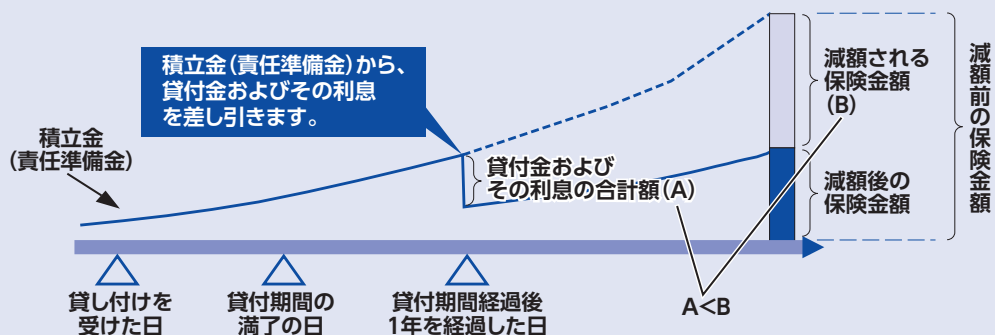 積立金(責任準備金)から、
貸付金およびその利息
を差し引きます。
積立金
(責任準備金)
貸付金および
その利息の合計額(A)
減額される
保険金額
(B)
減額後の
保険金額
減額前の保険金額
A<B
貸し付けを
受けた日
貸付期間の
満了の日
貸付期間経過後
1年を経過した日